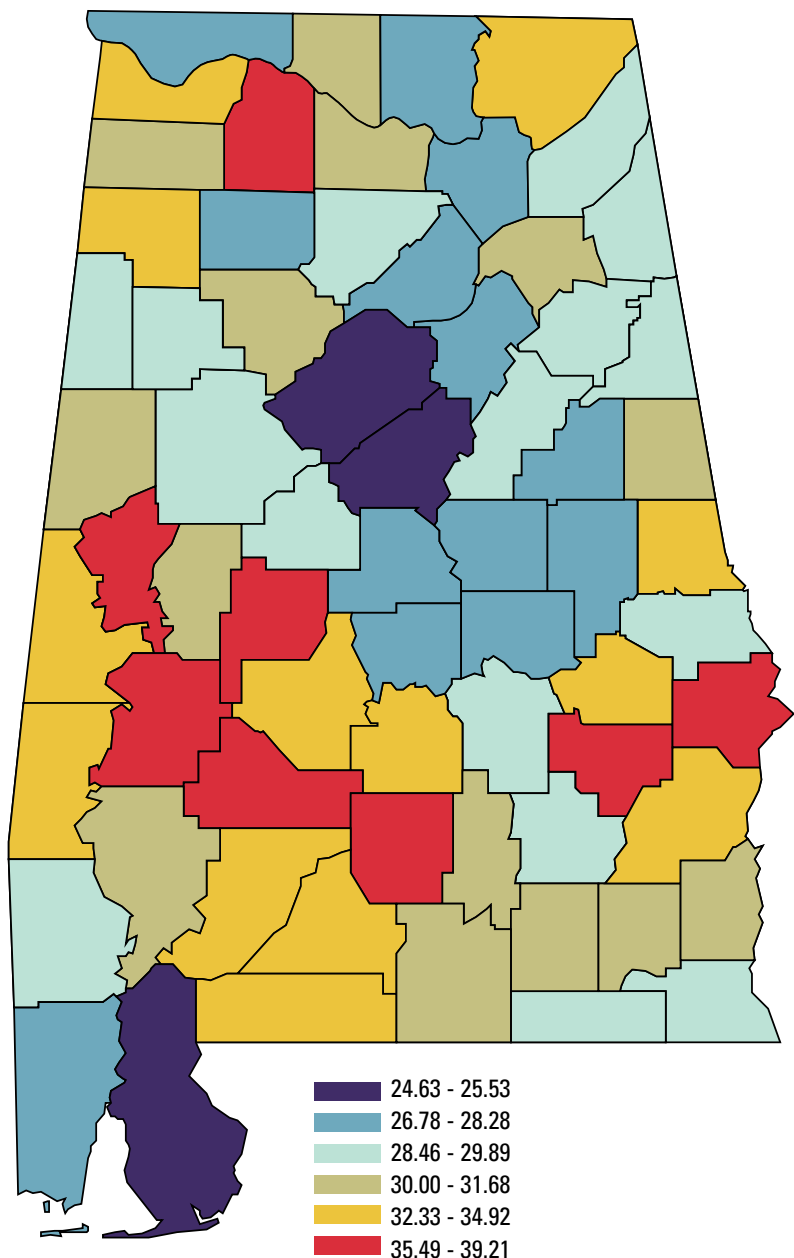 24.63 - 25.53
26.78 - 28.28
28.46 - 29.89
30.00 - 31.68
32.33 - 34.92
35.49 - 39.21